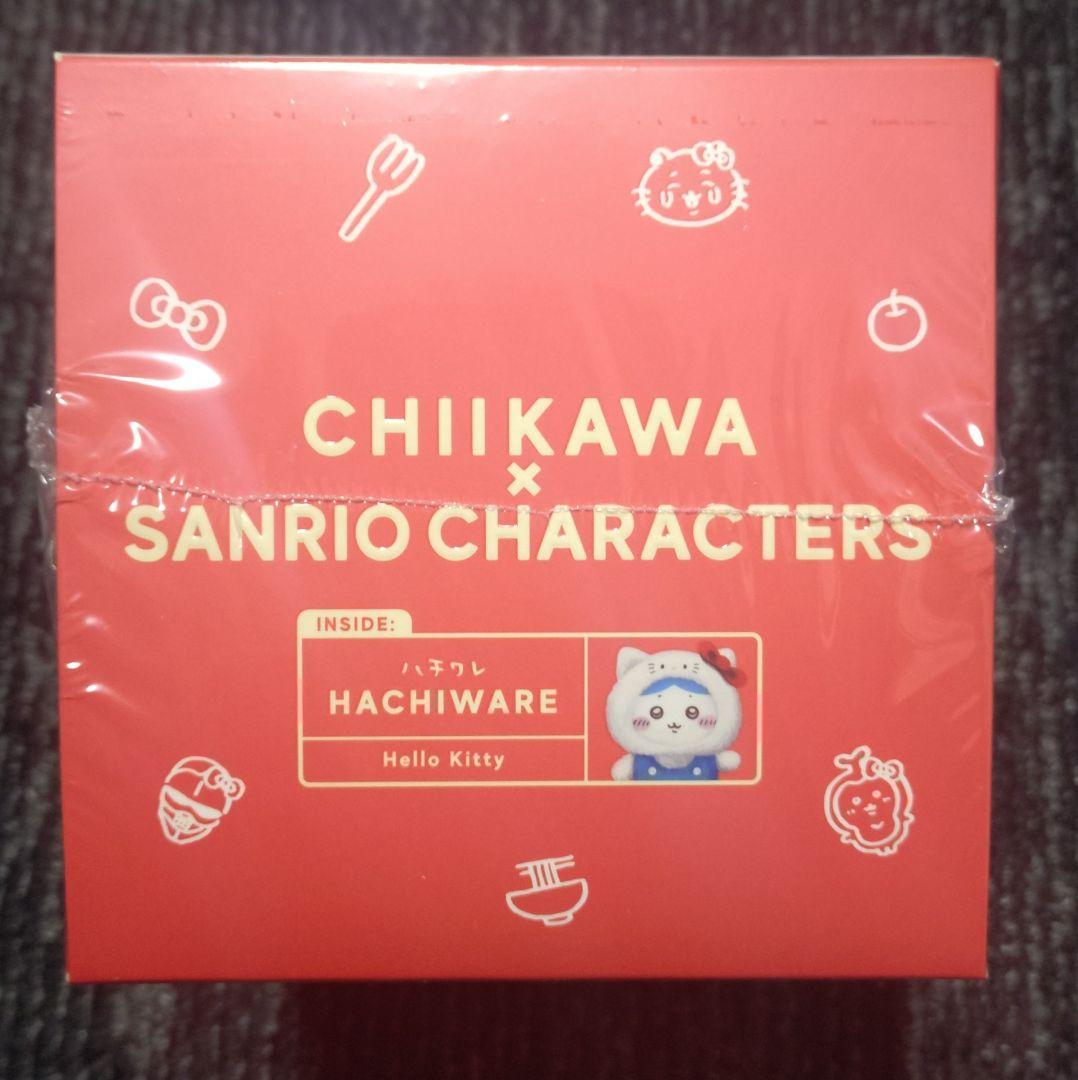 CHIIKAWA
×
SANRIO CHARACTERS
INSIDE:
ハチワレ
HACHIWARE
Hello Kitty